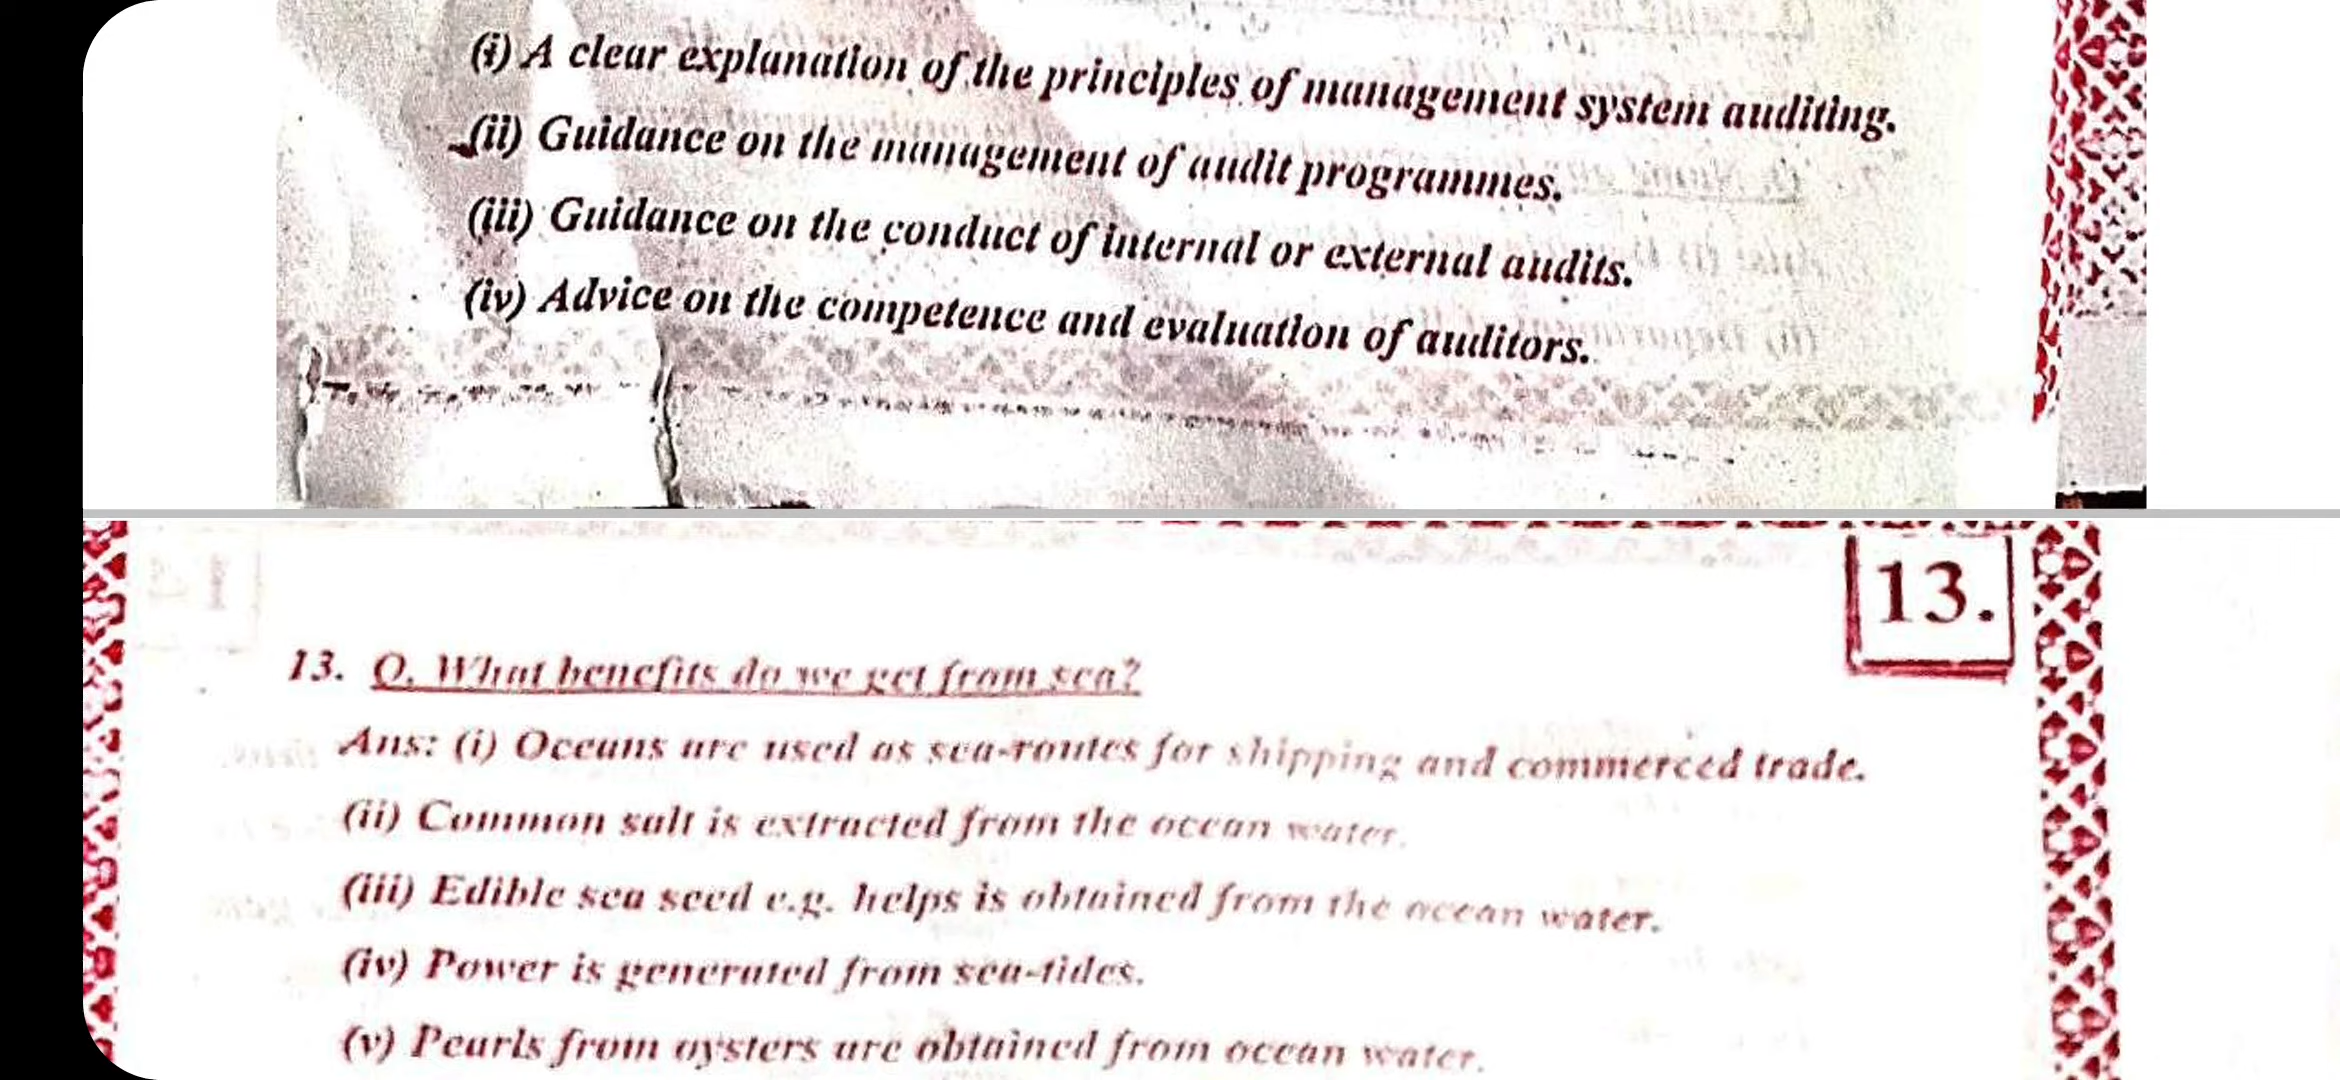 (i) A clear explanation of the principles of management system auditing.
(ii) Guidance on the management of audit programmes.
(iii) Guidance on the conduct of internal or external audits.
(iv) Advice on the competence and evaluation of auditors.
13.
13. Q. What benefits do we get from sea?
Ans: (i) Oceans are used as sea-routes for shipping and commerced trade.
(ii) Common salt is extracted from the ocean water.
(iii) Edible sea seed e.g. helps is obtained from the ocean water.
(iv) Power is generated from sea-tides.
(v) Pearls from oysters are obtained from ocean water.